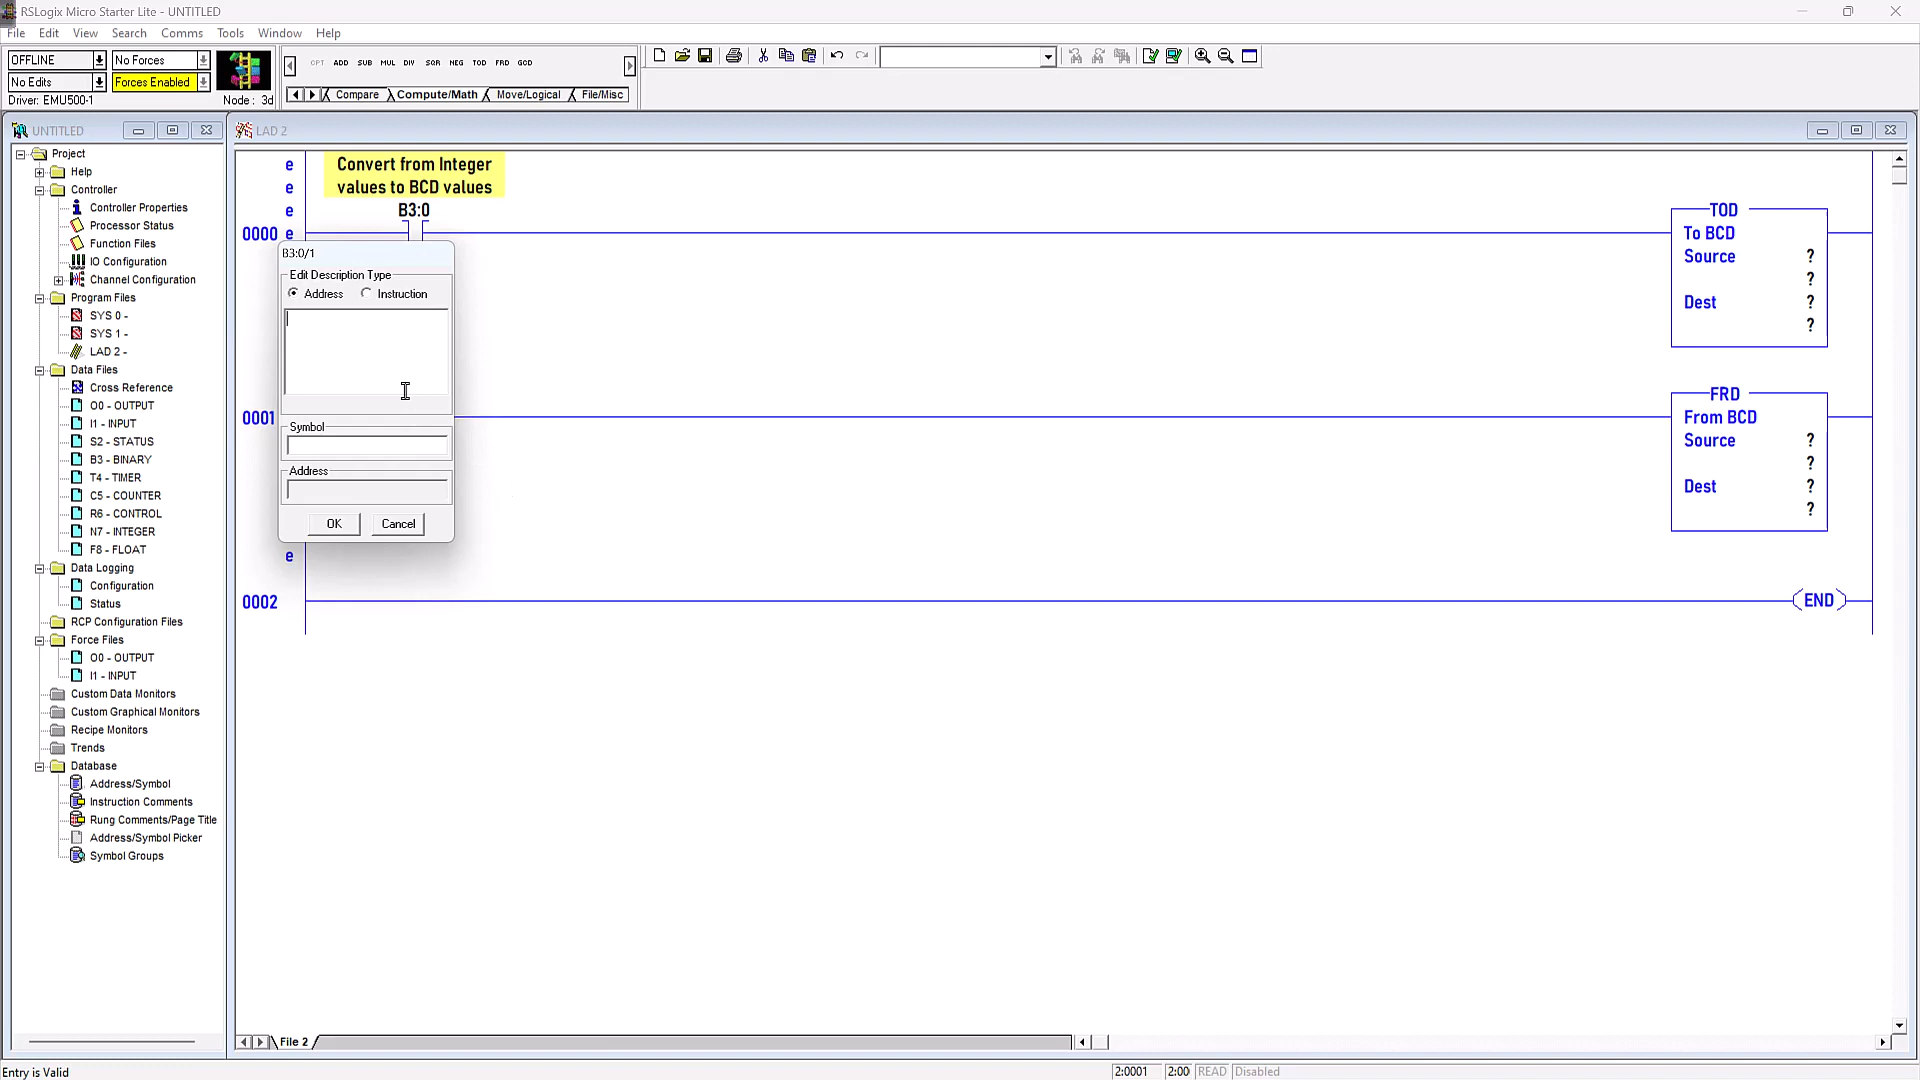 RSLogix Micro Starter Lite - UNTITLED
File Edit View Search Comms Tools Window Help
OFFLINE No Forces
No Edits Forces Enabled
Driver: EMU500-1 Node : 3d
CPT ADD SUB MUL DIV SQR NEG TOD FRD GCD
Compare Compute/Math Move/Logical File/Misc
UNTITLED
Project
Help
Controller
Controller Properties
Processor Status
Function Files
IO Configuration
Channel Configuration
Program Files
SYS 0 -
SYS 1 -
LAD 2 -
Data Files
Cross Reference
O0 - OUTPUT
I1 - INPUT
S2 - STATUS
B3 - BINARY
T4 - TIMER
C5 - COUNTER
R6 - CONTROL
N7 - INTEGER
F8 - FLOAT
Data Logging
Configuration
Status
RCP Configuration Files
Force Files
O0 - OUTPUT
I1 - INPUT
Custom Data Monitors
Custom Graphical Monitors
Recipe Monitors
Trends
Database
Address/Symbol
Instruction Comments
Rung Comments/Page Title
Address/Symbol Picker
Symbol Groups
LAD 2
e
e
e
0000 e
Convert from Integer
values to BCD values
B3:0
TOD
To BCD
Source ?
?
Dest ?
?
B3:0/1
Edit Description Type
Address Instruction
Symbol
Address
OK Cancel
0001
FRD
From BCD
Source ?
?
Dest ?
?
e
0002
END
File 2
Entry is Valid
2:0001 2:00 READ Disabled